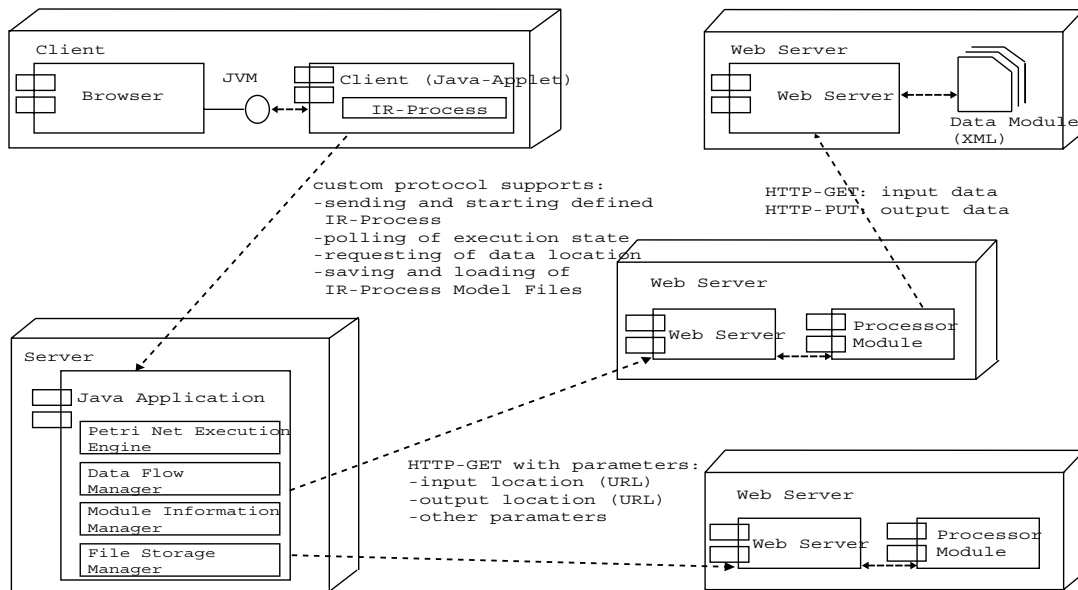 Client
JVM
Browser
Client (Java-Applet)
IR-Process
Web Server
Web Server
Data Module
(XML)
custom protocol supports:
-sending and starting defined
IR-Process
-polling of execution state
-requesting of data location
-saving and loading of
IR-Process Model Files
HTTP-GET: input data
HTTP-PUT: output data
Web Server
Web Server
Processor
Module
Server
Java Application
Petri Net Execution
Engine
Data Flow
Manager
Module Information
Manager
File Storage
Manager
HTTP-GET with parameters:
-input location (URL)
-output location (URL)
-other paramaters
Web Server
Web Server
Processor
Module